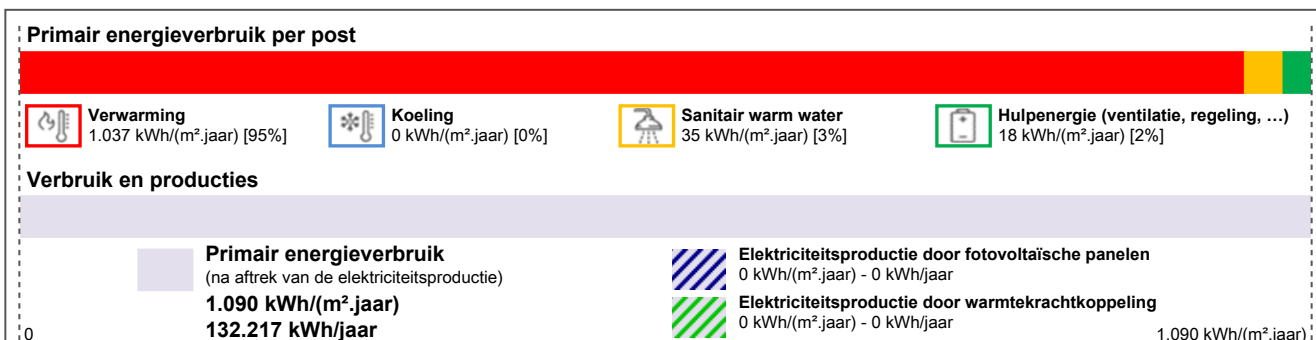 Primair energieverbruik per post
Verwarming
1.037 kWh/(m².jaar) [95%]
Koeling
0 kWh/(m².jaar) [0%]
Sanitair warm water
35 kWh/(m².jaar) [3%]
Hulpenergie (ventilatie, regeling, …)
18 kWh/(m².jaar) [2%]
Verbruik en producties
Primair energieverbruik
(na aftrek van de elektriciteitsproductie)
1.090 kWh/(m².jaar)
132.217 kWh/jaar
Elektriciteitsproductie door fotovoltaïsche panelen
0 kWh/(m².jaar) - 0 kWh/jaar
Elektriciteitsproductie door warmtekrachtkoppeling
0 kWh/(m².jaar) - 0 kWh/jaar
0
1.090 kWh/(m².jaar)